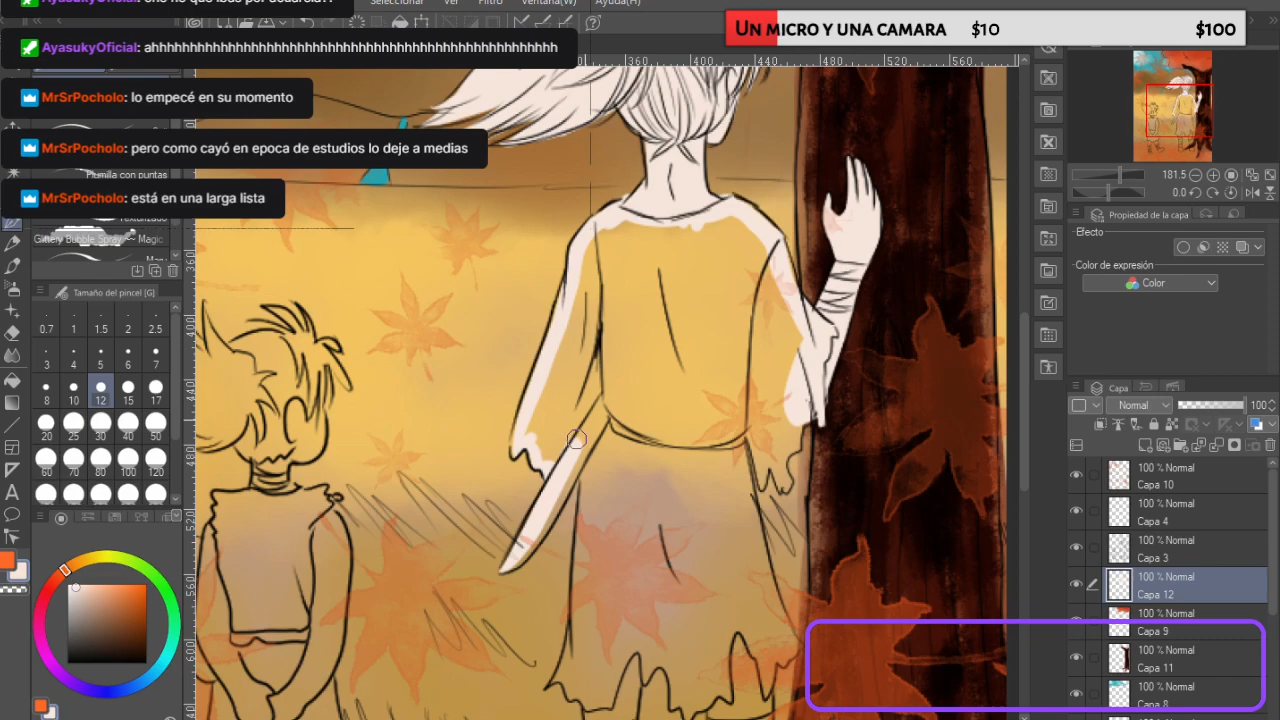 AyasukyOficial:
Seleccionar Ver Filtro Ventana(W) Ayuda(H)
UN MICRO Y UNA CAMARA $10 $100
AyasukyOficial: ahhhhhhhhhhhhhhhhhhhhhhhhhhhhhhhhhhhhhhhhhhhhhhhhhhhhh
MrSrPocholo: lo empecé en su momento
MrSrPocholo: pero como cayó en epoca de estudios lo deje a medias
Plumilla con puntas
MrSrPocholo: está en una larga lista
Glittery Bubble Spray ~~ Magic
Tamaño del pincel [G]
0.7 1 1.5 2 2.5
3 4 5 6 7
8 10 12 15 17
20 25 30 40 50
60 70 80 100 120
360 400 440 480 520 560
181.5
0.0
Propiedad de la capa
Efecto
Color de expresión
Color
Capa
Normal 100
100 % Normal
Capa 10
100 % Normal
Capa 4
100 % Normal
Capa 3
100 % Normal
Capa 12
100 % Normal
Capa 9
100 % Normal
Capa 11
100 % Normal
Capa 8